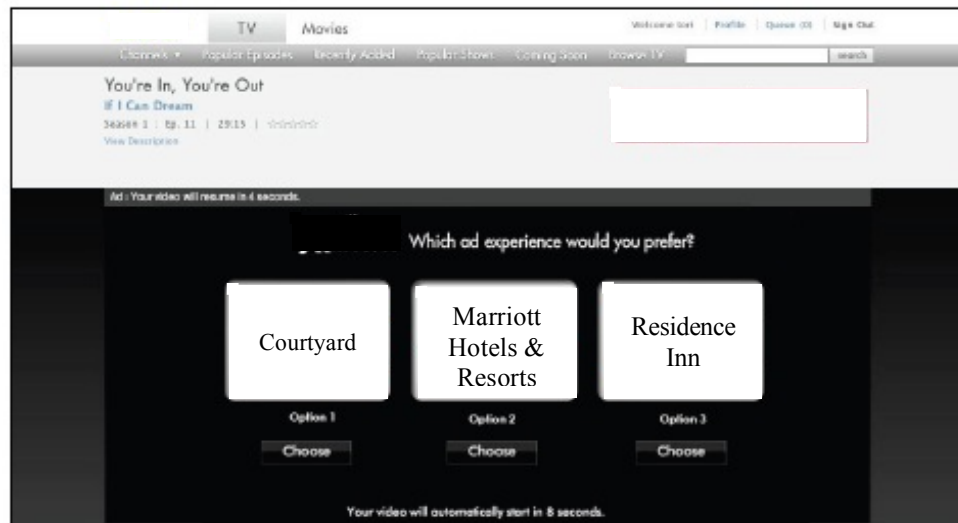 TV Movies Welcome tori | Profile | Queue (0) | Sign Out
Channels ▾ Popular Episodes Recently Added Popular Shows Coming Soon Browse TV search
You're In, You're Out
If I Can Dream
Season 1 : Ep. 11 | 29:15 | ☆☆☆☆☆
View Description
Ad : Your video will resume in 4 seconds.
Which ad experience would you prefer?
Courtyard
Marriott
Hotels &
Resorts
Residence
Inn
Option 1 Option 2 Option 3
Choose Choose Choose
Your video will automatically start in 8 seconds.